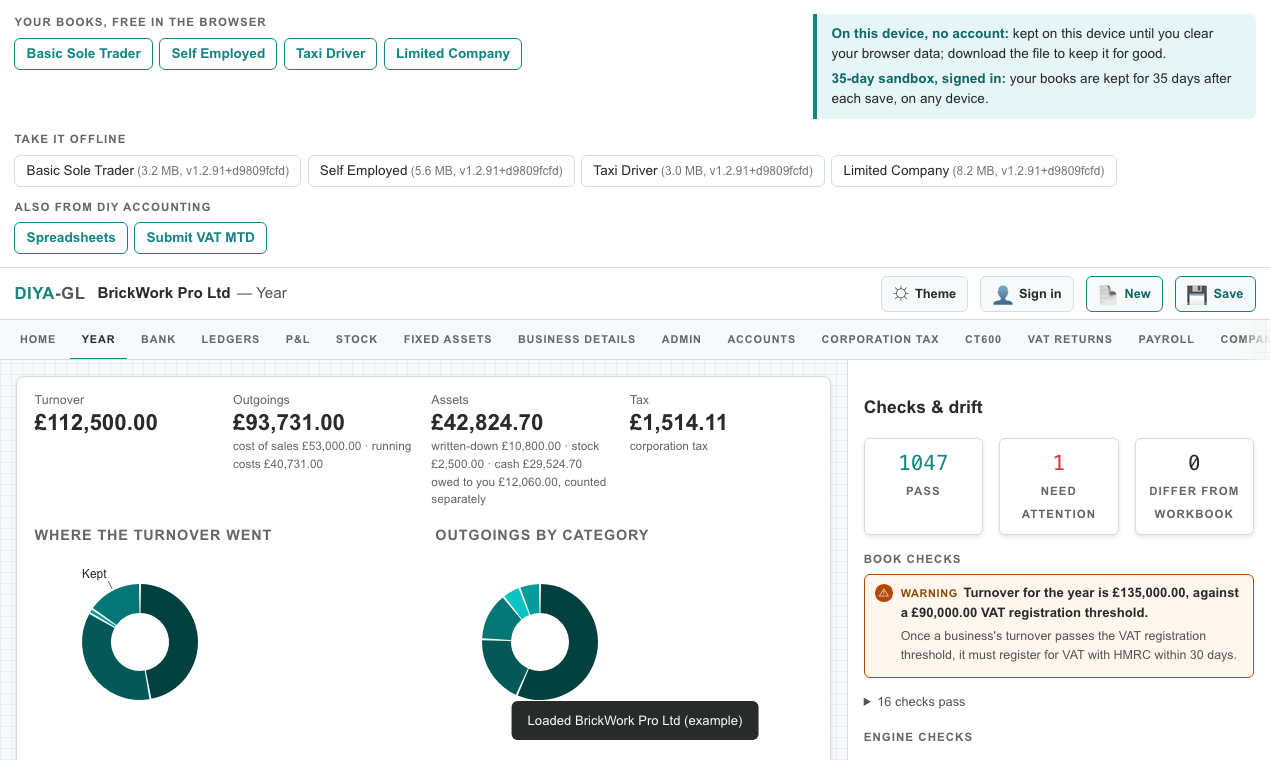 YOUR BOOKS, FREE IN THE BROWSER
Basic Sole Trader
Self Employed
Taxi Driver
Limited Company
On this device, no account: kept on this device until you clear
your browser data; download the file to keep it for good.
35-day sandbox, signed in: your books are kept for 35 days after
each save, on any device.
TAKE IT OFFLINE
Basic Sole Trader (3.2 MB, v1.2.91+d9809fcfd)
Self Employed (5.6 MB, v1.2.91+d9809fcfd)
Taxi Driver (3.0 MB, v1.2.91+d9809fcfd)
Limited Company (8.2 MB, v1.2.91+d9809fcfd)
ALSO FROM DIY ACCOUNTING
Spreadsheets
Submit VAT MTD
DIYA-GL BrickWork Pro Ltd — Year
Theme
Sign in
New
Save
HOME
YEAR
BANK
LEDGERS
P&L
STOCK
FIXED ASSETS
BUSINESS DETAILS
ADMIN
ACCOUNTS
CORPORATION TAX
CT600
VAT RETURNS
PAYROLL
Turnover
£112,500.00
Outgoings
£93,731.00
cost of sales £53,000.00 · running
costs £40,731.00
Assets
£42,824.70
written-down £10,800.00 · stock
£2,500.00 · cash £29,524.70
owed to you £12,060.00, counted
separately
Tax
£1,514.11
corporation tax
WHERE THE TURNOVER WENT
Kept
OUTGOINGS BY CATEGORY
Loaded BrickWork Pro Ltd (example)
Checks & drift
1047
PASS
1
NEED
ATTENTION
0
DIFFER FROM
WORKBOOK
BOOK CHECKS
WARNING Turnover for the year is £135,000.00, against
a £90,000.00 VAT registration threshold.
Once a business's turnover passes the VAT registration
threshold, it must register for VAT with HMRC within 30 days.
16 checks pass
ENGINE CHECKS